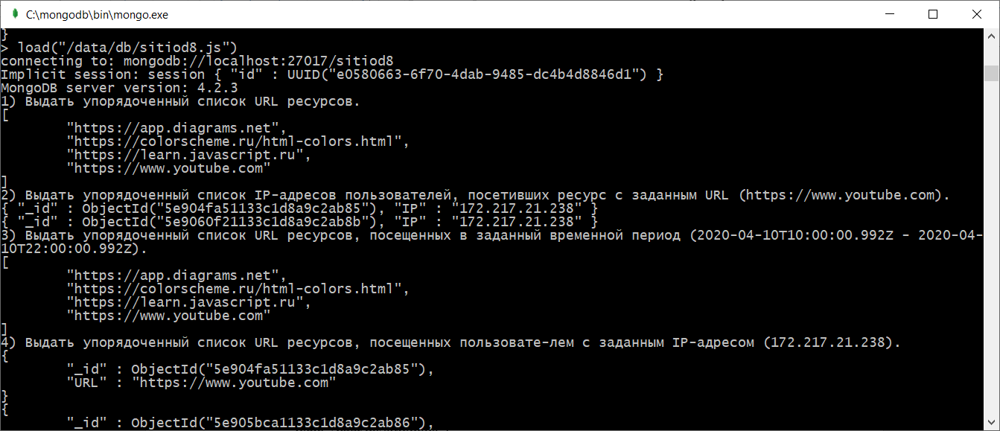 C:\mongodb\bin\mongo.exe
}
> load("/data/db/sitiod8.js")
connecting to: mongodb://localhost:27017/sitiod8
Implicit session: session { "id" : UUID("e0580663-6f70-4dab-9485-dc4b4d8846d1") }
MongoDB server version: 4.2.3
1) Выдать упорядоченный список URL ресурсов.
[
"https://app.diagrams.net",
"https://colorscheme.ru/html-colors.html",
"https://learn.javascript.ru",
"https://www.youtube.com"
]
2) Выдать упорядоченный список IP-адресов пользователей, посетивших ресурс с заданным URL (https://www.youtube.com).
{ "_id" : ObjectId("5e904fa51133c1d8a9c2ab85"), "IP" : "172.217.21.238" }
{ "_id" : ObjectId("5e9060f21133c1d8a9c2ab8b"), "IP" : "172.217.21.238" }
3) Выдать упорядоченный список URL ресурсов, посещенных в заданный временной период (2020-04-10T10:00:00.992Z - 2020-04-
10T22:00:00.992Z).
[
"https://app.diagrams.net",
"https://colorscheme.ru/html-colors.html",
"https://learn.javascript.ru",
"https://www.youtube.com"
]
4) Выдать упорядоченный список URL ресурсов, посещенных пользовате-лем с заданным IP-адресом (172.217.21.238).
{
"_id" : ObjectId("5e904fa51133c1d8a9c2ab85"),
"URL" : "https://www.youtube.com"
}
{
"_id" : ObjectId("5e905bca1133c1d8a9c2ab86"),